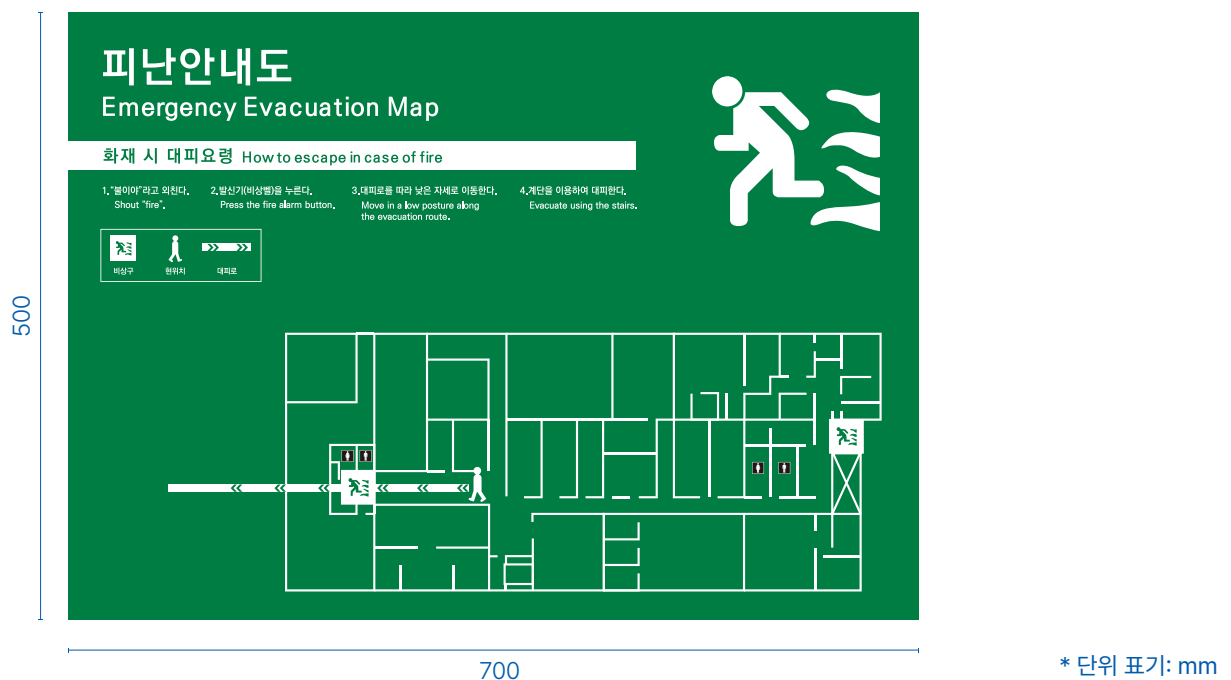 피난안내도
Emergency Evacuation Map
화재 시 대피요령 How to escape in case of fire
1."불이야"라고 외친다.
Shout "fire".
2.발신기(비상벨)을 누른다.
Press the fire alarm button.
3.대피로를 따라 낮은 자세로 이동한다.
Move in a low posture along
the evacuation route.
4.계단을 이용하여 대피한다.
Evacuate using the stairs.
비상구
현위치
대피로
500
700
* 단위 표기: mm